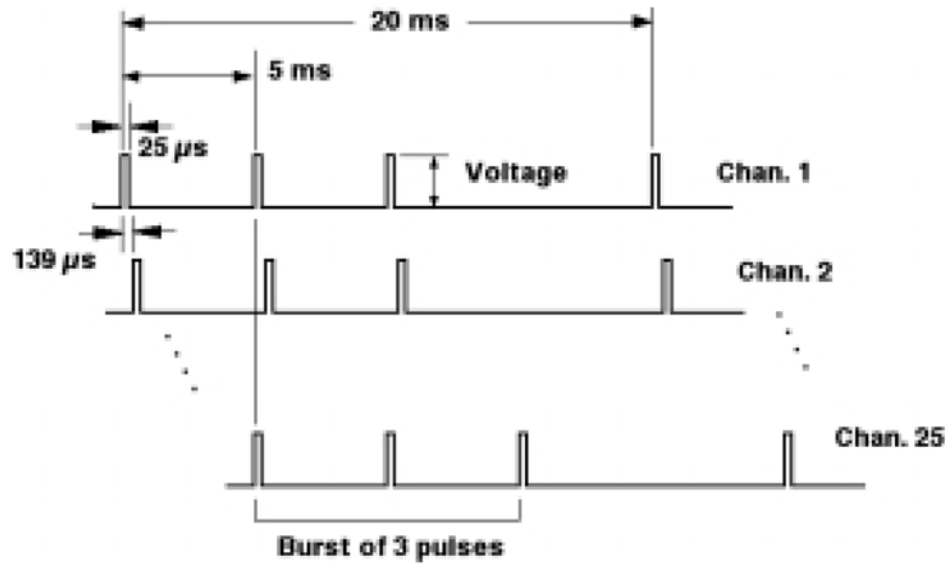 20 ms
5 ms
25 µs
Voltage
Chan. 1
139 µs
Chan. 2
Chan. 25
Burst of 3 pulses